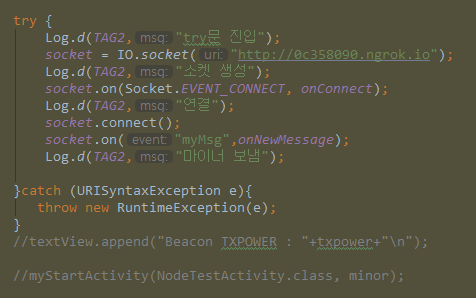 try {
Log.d(TAG2, msg: "try문 진입");
socket = IO.socket( uri: "http://0c358090.ngrok.io");
Log.d(TAG2, msg: "소켓 생성");
socket.on(Socket.EVENT_CONNECT, onConnect);
Log.d(TAG2, msg: "연결");
socket.connect();
socket.on( event: "myMsg",onNewMessage);
Log.d(TAG2, msg: "마이너 보냄");
}catch (URISyntaxException e){
throw new RuntimeException(e);
}
//textView.append("Beacon TXPOWER : "+txpower+"\n");
//myStartActivity(NodeTestActivity.class, minor);